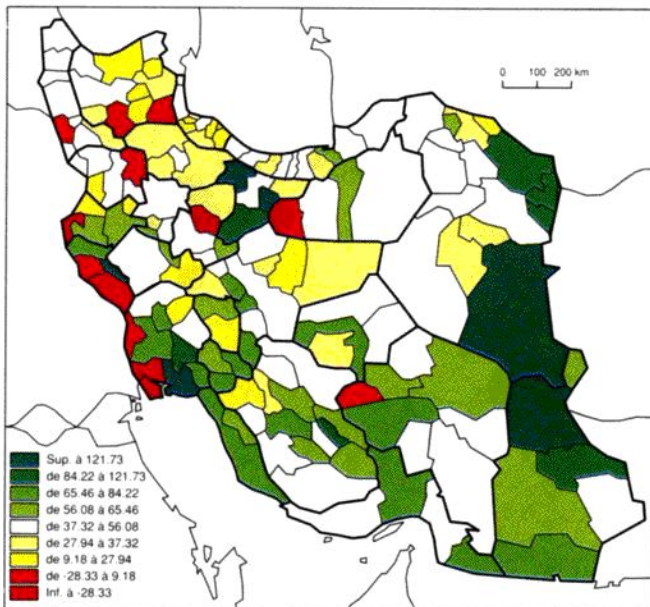 0 100 200 km
Sup. à 121.73
de 84.22 à 121.73
de 65.46 à 84.22
de 56.08 à 65.46
de 37.32 à 56.08
de 27.94 à 37.32
de 9.18 à 27.94
de -28.33 à 9.18
Inf. à -28.33